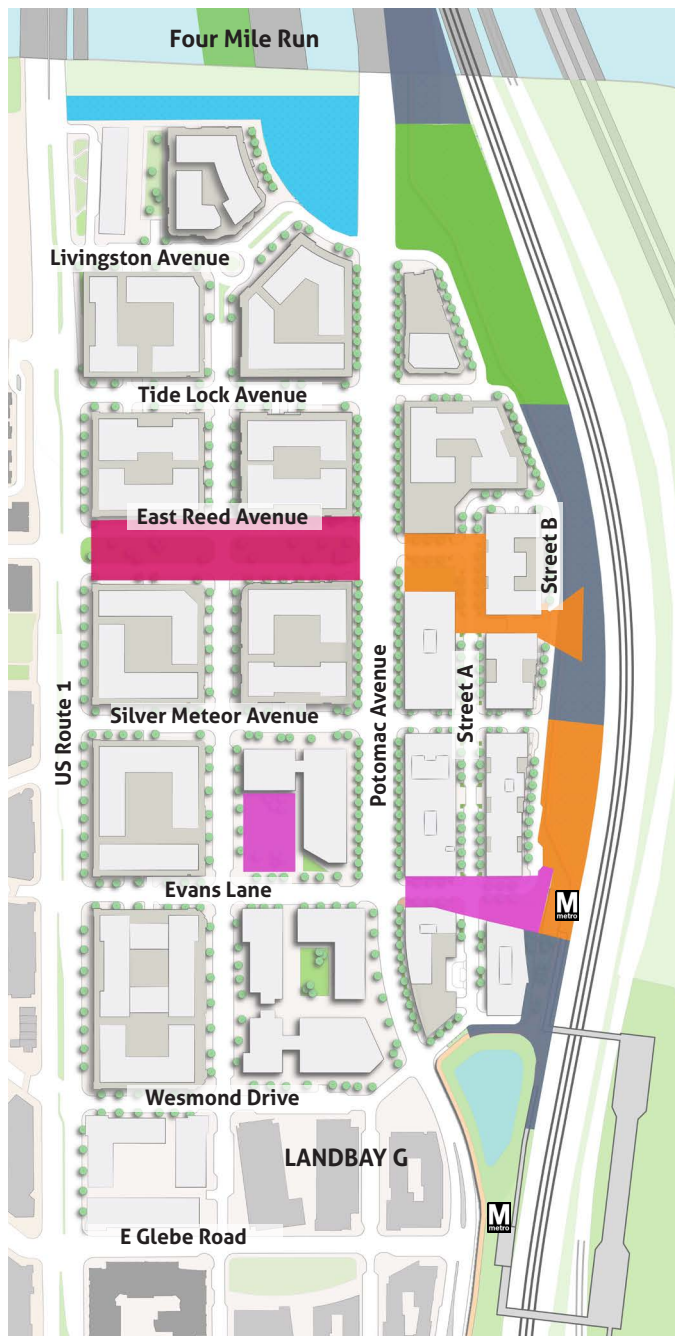 Four Mile Run
Livingston Avenue
Tide Lock Avenue
East Reed Avenue
Street B
US Route 1
Silver Meteor Avenue
Potomac Avenue
Street A
Evans Lane
M
metro
Wesmond Drive
LANDBAY G
M
metro
E Glebe Road